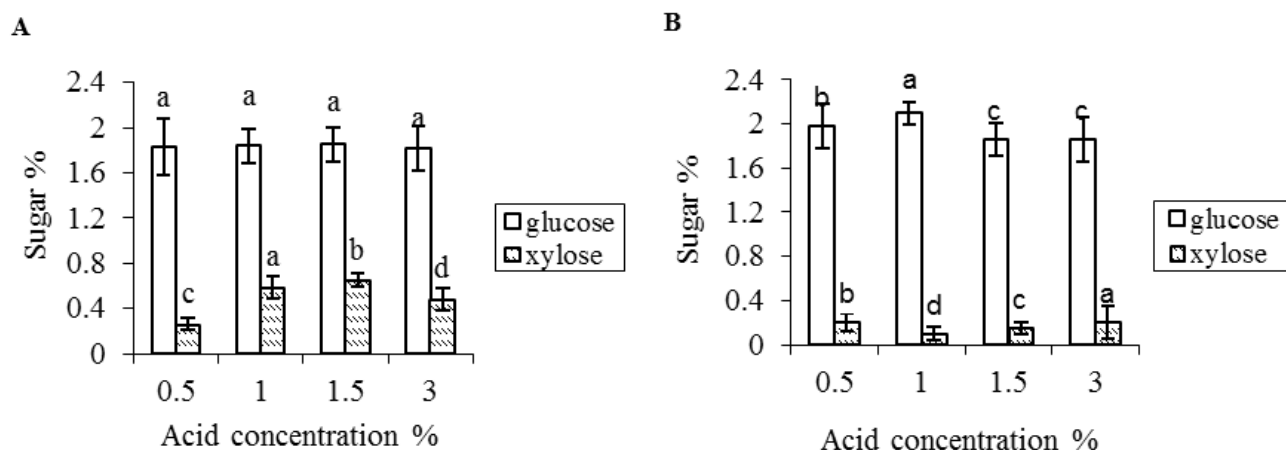 A
Sugar %
2.4
2
1.6
1.2
0.8
0.4
0
a
a
a
a
c
a
b
d
0.5 1 1.5 3
Acid concentration %
glucose
xylose
B
Sugar %
2.4
2
1.6
1.2
0.8
0.4
0
b
a
c
c
b
d
c
a
0.5 1 1.5 3
Acid concentration %
glucose
xylose